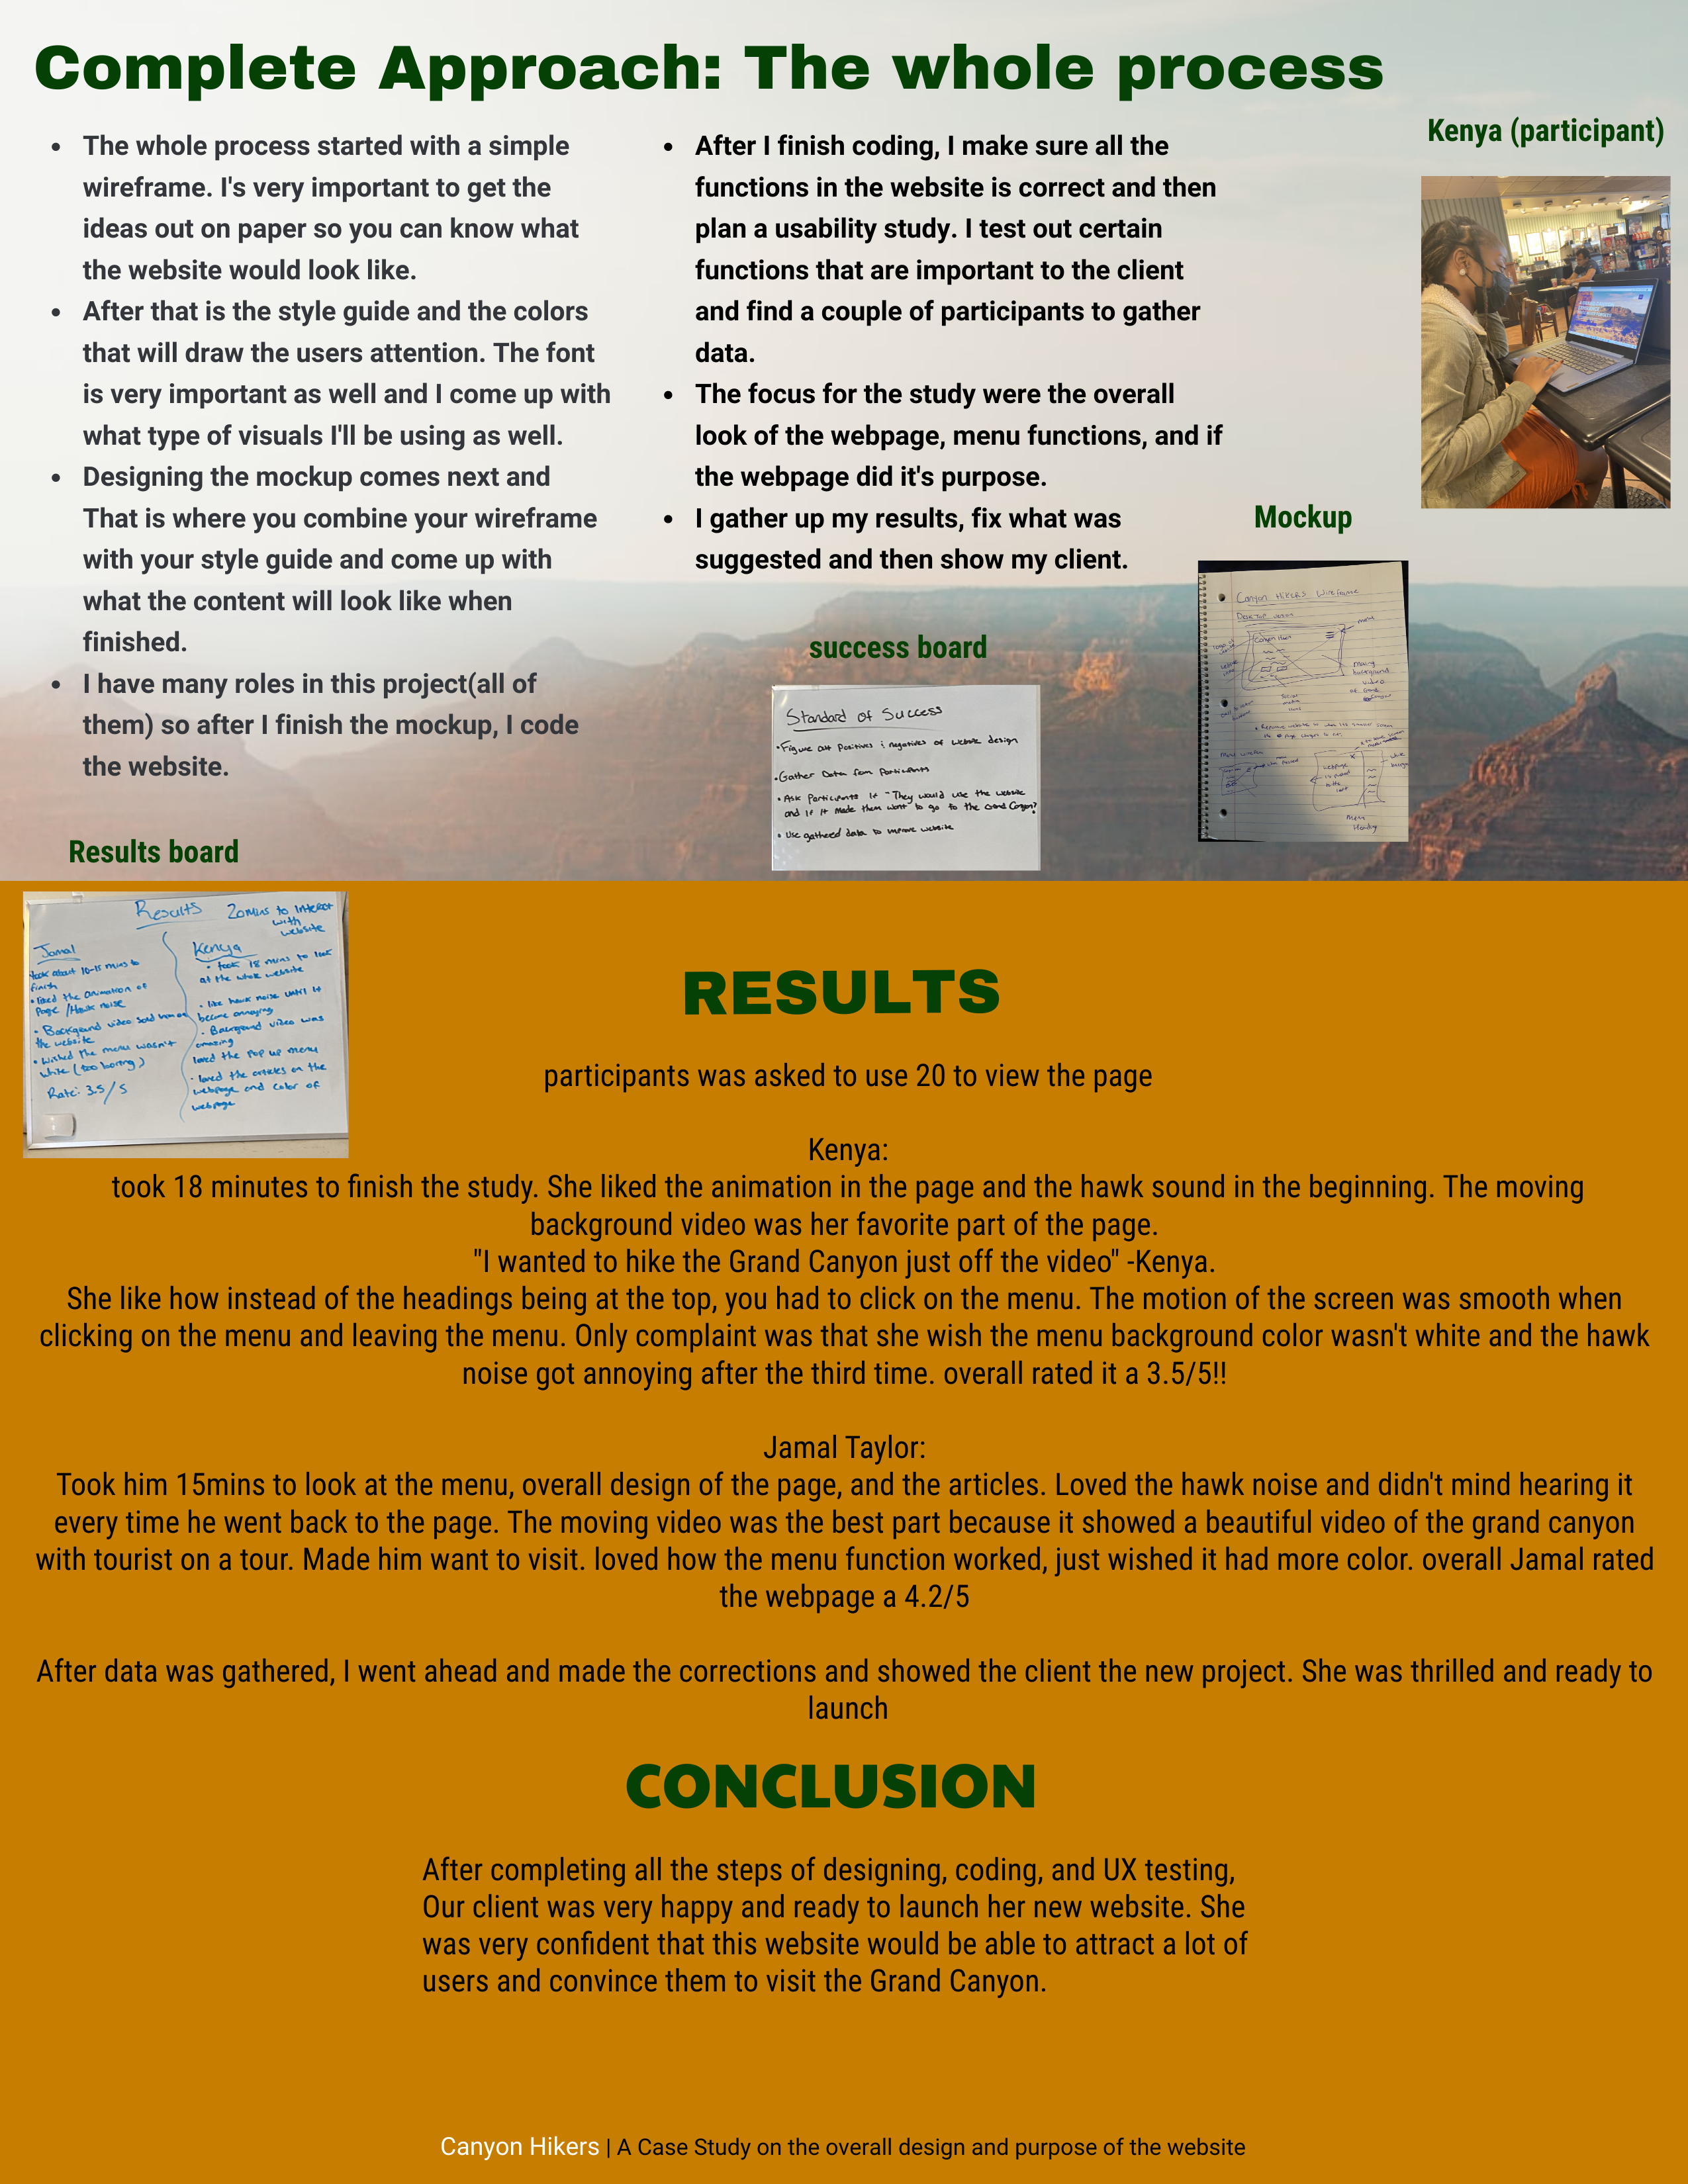 Complete Approach: The whole process
• The whole process started with a simple
wireframe. I's very important to get the
ideas out on paper so you can know what
the website would look like.
• After that is the style guide and the colors
that will draw the users attention. The font
is very important as well and I come up with
what type of visuals I'll be using as well.
• Designing the mockup comes next and
That is where you combine your wireframe
with your style guide and come up with
what the content will look like when
finished.
• I have many roles in this project(all of
them) so after I finish the mockup, I code
the website.
• After I finish coding, I make sure all the
functions in the website is correct and then
plan a usability study. I test out certain
functions that are important to the client
and find a couple of participants to gather
data.
• The focus for the study were the overall
look of the webpage, menu functions, and if
the webpage did it's purpose.
• I gather up my results, fix what was
suggested and then show my client.
Kenya (participant)
Mockup
Canyon Hikers Wireframe
success board
Standard of Success
• Figure out positives & negatives of website design
• Gather Data from Participants
• Ask Participants if They would use the website
and if it made them want to go to the Grand Canyon?
• Use gathered data to improve website
Results board
Results 20mins to interact
with
website
Jamal
took about 10-15 mins to
finish
• liked the animation of
Page /Hawk noise
• Background video sold him on
the website
• wished the menu wasn't
white (too boring)
Rate: 3.5/5
Kenya
• took 18 mins to look
at the whole website
• like hawk noise until it
became annoying
• Background video was
amazing
loved the pop up menu
• loved the articles on the
webpage and color of
webpage
RESULTS
participants was asked to use 20 to view the page
Kenya:
took 18 minutes to finish the study. She liked the animation in the page and the hawk sound in the beginning. The moving
background video was her favorite part of the page.
"I wanted to hike the Grand Canyon just off the video" -Kenya.
She like how instead of the headings being at the top, you had to click on the menu. The motion of the screen was smooth when
clicking on the menu and leaving the menu. Only complaint was that she wish the menu background color wasn't white and the hawk
noise got annoying after the third time. overall rated it a 3.5/5!!
Jamal Taylor:
Took him 15mins to look at the menu, overall design of the page, and the articles. Loved the hawk noise and didn't mind hearing it
every time he went back to the page. The moving video was the best part because it showed a beautiful video of the grand canyon
with tourist on a tour. Made him want to visit. loved how the menu function worked, just wished it had more color. overall Jamal rated
the webpage a 4.2/5
After data was gathered, I went ahead and made the corrections and showed the client the new project. She was thrilled and ready to
launch
CONCLUSION
After completing all the steps of designing, coding, and UX testing,
Our client was very happy and ready to launch her new website. She
was very confident that this website would be able to attract a lot of
users and convince them to visit the Grand Canyon.
Canyon Hikers | A Case Study on the overall design and purpose of the website